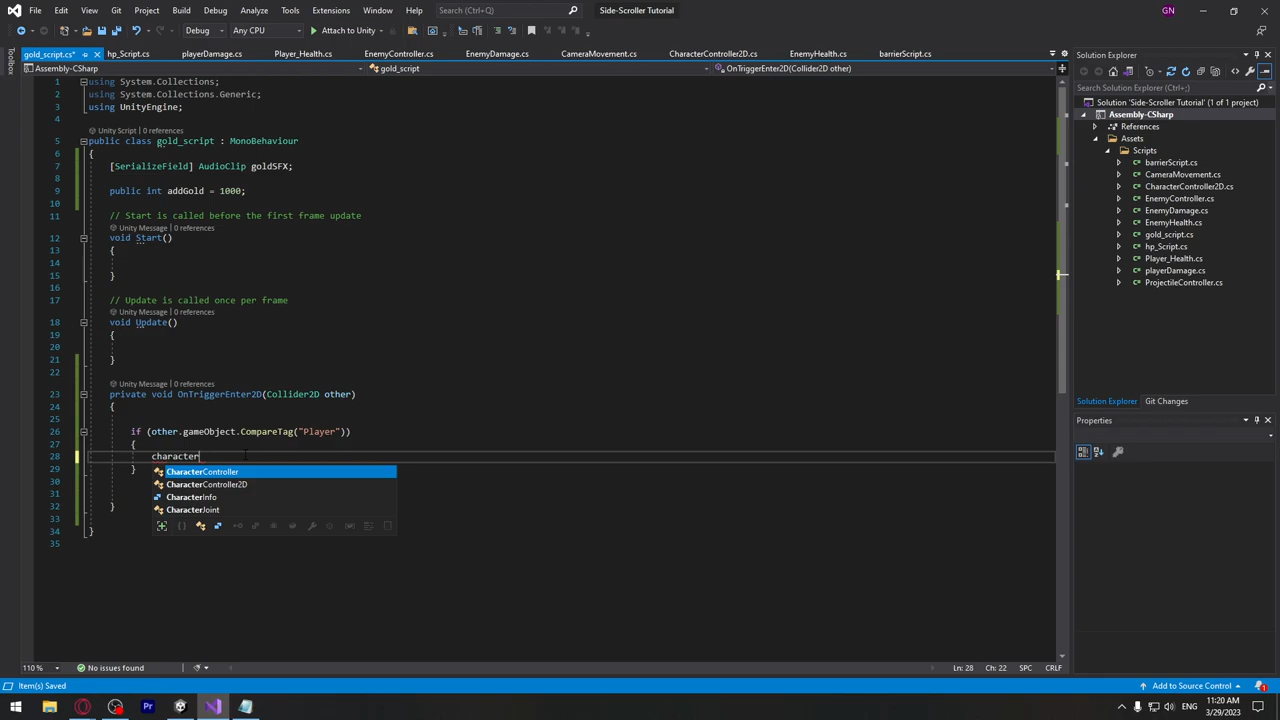 File Edit View Git Project Build Debug Test Analyze Tools Extensions Window Help Search (Ctrl+Q) Side-Scroller Tutorial GN
Debug Any CPU Attach to Unity
gold_script.cs* hp_Script.cs playerDamage.cs Player_Health.cs EnemyController.cs EnemyDamage.cs CameraMovement.cs CharacterController2D.cs EnemyHealth.cs barrierScript.cs
Toolbox
Assembly-CSharp gold_script OnTriggerEnter2D(Collider2D other)
1 using System.Collections;
2 using System.Collections.Generic;
3 using UnityEngine;
4
Unity Script | 0 references
5 public class gold_script : MonoBehaviour
6 {
7 [SerializeField] AudioClip goldSFX;
8
9 public int addGold = 1000;
10
11 // Start is called before the first frame update
Unity Message | 0 references
12 void Start()
13 {
14
15 }
16
17 // Update is called once per frame
Unity Message | 0 references
18 void Update()
19 {
20
21 }
22
Unity Message | 0 references
23 private void OnTriggerEnter2D(Collider2D other)
24 {
25
26 if (other.gameObject.CompareTag("Player"))
27 {
28 character
29 }
30
31
32 }
33
34 }
35
CharacterController
CharacterController2D
CharacterInfo
CharacterJoint
110 % No issues found Ln: 28 Ch: 22 SPC CRLF
Solution Explorer
Search Solution Explorer (Ctrl+;)
Solution 'Side-Scroller Tutorial' (1 of 1 project)
Assembly-CSharp
References
Assets
Scripts
C# barrierScript.cs
C# CameraMovement.cs
C# CharacterController2D.cs
C# EnemyController.cs
C# EnemyDamage.cs
C# EnemyHealth.cs
C# gold_script.cs
C# hp_Script.cs
C# Player_Health.cs
C# playerDamage.cs
C# ProjectileController.cs
Solution Explorer Git Changes
Properties
Item(s) Saved Add to Source Control 1
Pr ENG 11:20 AM
3/29/2023